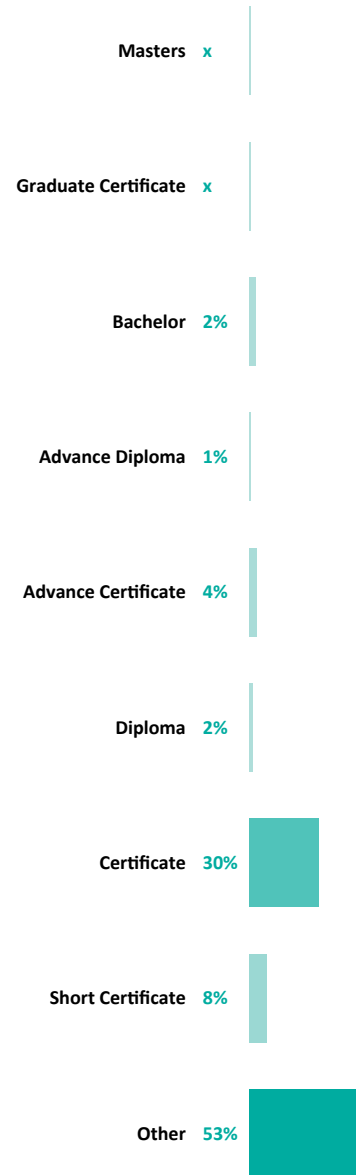 Masters x
Graduate Certificate x
Bachelor 2%
Advance Diploma 1%
Advance Certificate 4%
Diploma 2%
Certificate 30%
Short Certificate 8%
Other 53%